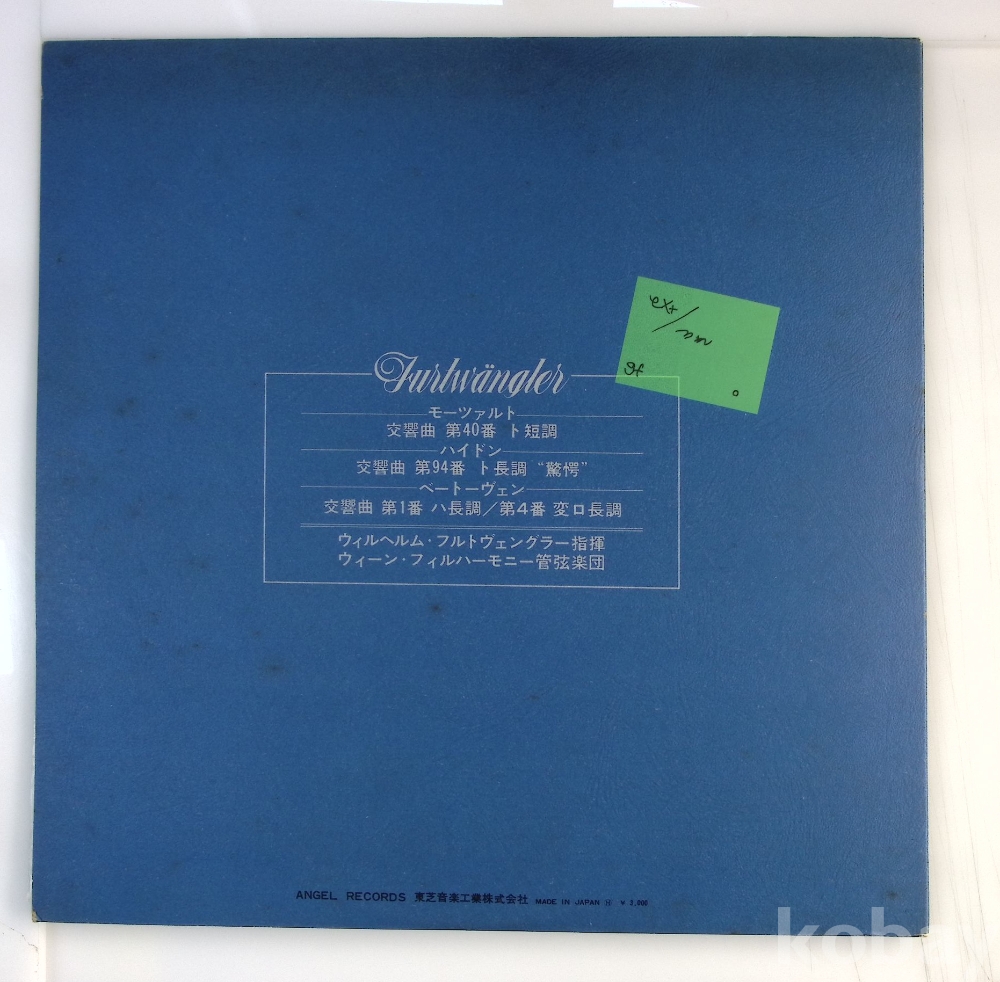 Furtwängler
モーツァルト
交響曲 第40番 ト短調
ハイドン
交響曲 第94番 ト長調 “驚愕”
ベートーヴェン
交響曲 第1番 ハ長調／第4番 変ロ長調
ウィルヘルム・フルトヴェングラー指揮
ウィーン・フィルハーモニー管弦楽団
ex+/
gf
ANGEL RECORDS 東芝音楽工業株式会社 MADE IN JAPAN
kob